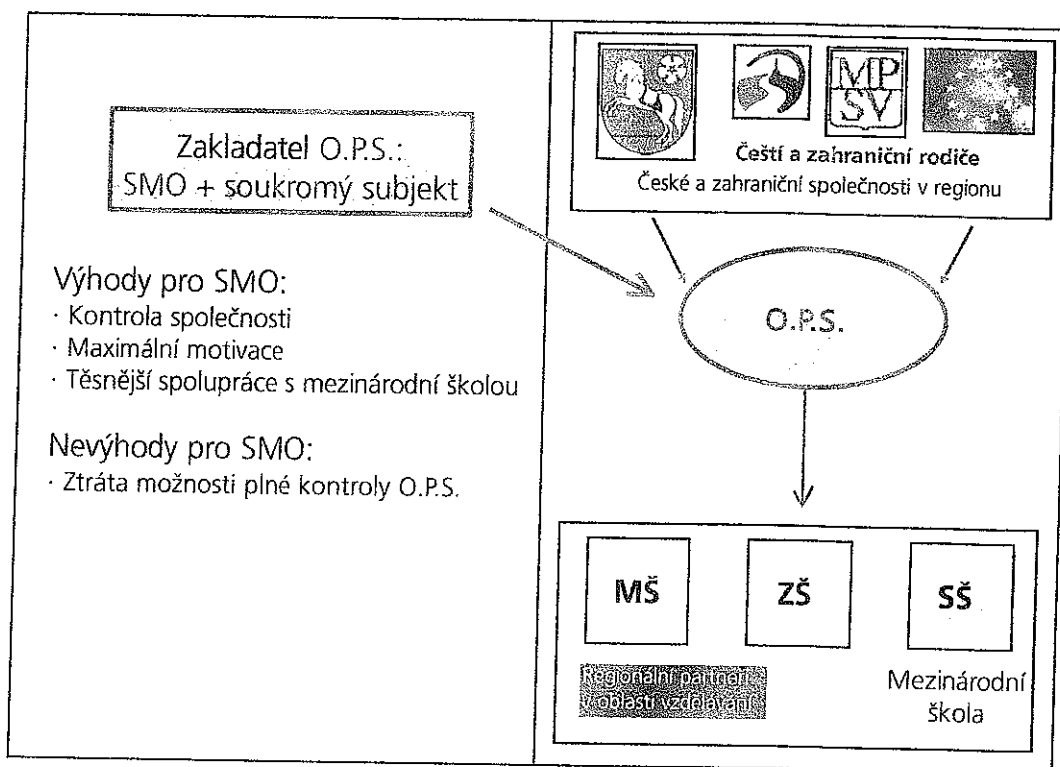 Zakladatel O.P.S.:
SMO + soukromý subjekt
Výhody pro SMO:
· Kontrola společnosti
· Maximální motivace
· Těsnější spolupráce s mezinárodní školou
Nevýhody pro SMO:
· Ztráta možnosti plné kontroly O.P.S.
MP
SV
Čeští a zahraniční rodiče
České a zahraniční společnosti v regionu
O.P.S.
MŠ
ZŠ
SŠ
Regionální partneři
v oblasti vzdělávání
Mezinárodní
škola